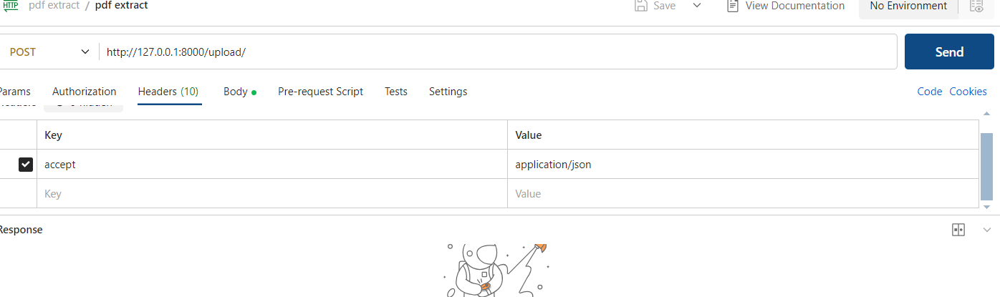 HTTP pdf extract / pdf extract Save View Documentation No Environment
POST http://127.0.0.1:8000/upload/ Send
Params Authorization Headers (10) Body Pre-request Script Tests Settings Code Cookies
Key Value
accept application/json
Key Value
Response